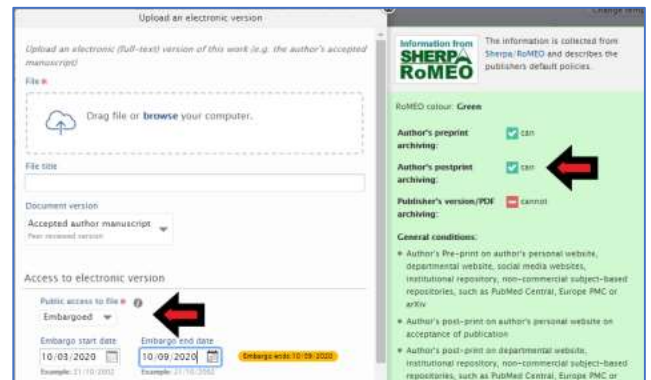 Upload an electronic version
Upload an electronic (full-text) version of this work (e.g. the author's accepted
manuscript)
File
Drag file or browse your computer.
File title
Document version
Accepted author manuscript
Peer reviewed version
Access to electronic version
Public access to file
Embargoed
Embargo start date
Embargo end date
10/03/2020
10/09/2020
Embargo ends 10/09/2020
Example: 21/10/2002
Example: 21/10/2002
Information from
SHERPA
RoMEO
The information is collected from
Sherpa/RoMEO and describes the
publishers default policies.
RoMEO colour: Green
Author's preprint
archiving:
can
Author's postprint
archiving:
can
Publisher's version/PDF
archiving:
cannot
General conditions:
Author's Pre-print on author's personal website,
departmental website, social media websites,
institutional repository, non-commercial subject-based
repositories, such as PubMed Central, Europe PMC or
arXiv
Author's post-print on author's personal website on
acceptance of publication
Author's post-print on departmental website,
institutional repository, non-commercial subject-based
repositories, such as PubMed Central, Europe PMC or